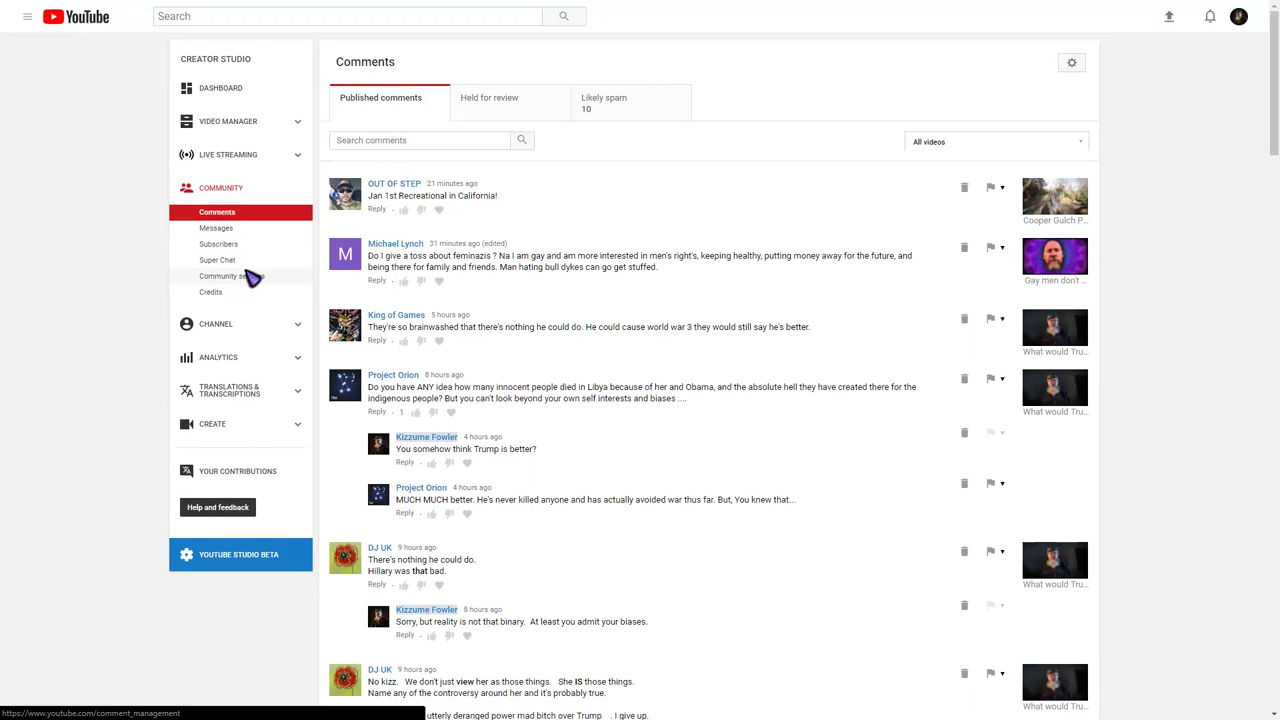 YouTube
Search
CREATOR STUDIO
DASHBOARD
VIDEO MANAGER
LIVE STREAMING
COMMUNITY
Comments
Messages
Subscribers
Super Chat
Community
Credits
CHANNEL
ANALYTICS
TRANSLATIONS &
TRANSCRIPTIONS
CREATE
YOUR CONTRIBUTIONS
Help and feedback
YOUTUBE STUDIO BETA
https://www.youtube.com/comment_management
Comments
Published comments
Held for review
Likely spam
10
Search comments
All videos
OUT OF STEP 21 minutes ago
Jan 1st Recreational in California!
Reply
Cooper Gulch P...
Michael Lynch 31 minutes ago (edited)
Do I give a toss about feminazis ? Na I am gay and am more interested in men's right's, keeping healthy, putting money away for the future, and
being there for family and friends. Man hating bull dykes can go get stuffed.
Reply
M
Gay men don't ...
King of Games 5 hours ago
They're so brainwashed that there's nothing he could do. He could cause world war 3 they would still say he's better.
Reply
What would Tru...
Project Orion 8 hours ago
Do you have ANY idea how many innocent people died in Libya because of her and Obama, and the absolute hell they have created there for the
indigenous people? But you can't look beyond your own self interests and biases ....
Reply 1
What would Tru...
Kizzume Fowler 4 hours ago
You somehow think Trump is better?
Reply
Project Orion 4 hours ago
MUCH MUCH better. He's never killed anyone and has actually avoided war thus far. But, You knew that...
Reply
DJ UK 9 hours ago
There's nothing he could do.
Hillary was that bad.
Reply
What would Tru...
Kizzume Fowler 8 hours ago
Sorry, but reality is not that binary. At least you admit your biases.
Reply
DJ UK 9 hours ago
No kizz. We don't just view her as those things. She IS those things.
Name any of the controversy around her and it's probably true.
What would Tru...
utterly deranged power mad bitch over Trump . I give up.